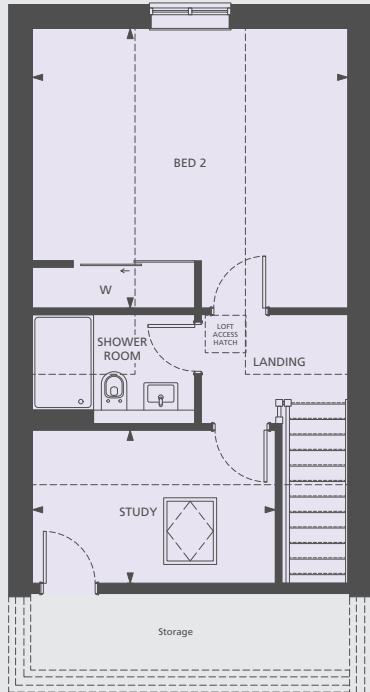 BED 2
W
LOFT
ACCESS
HATCH
SHOWER
ROOM
LANDING
STUDY
Storage